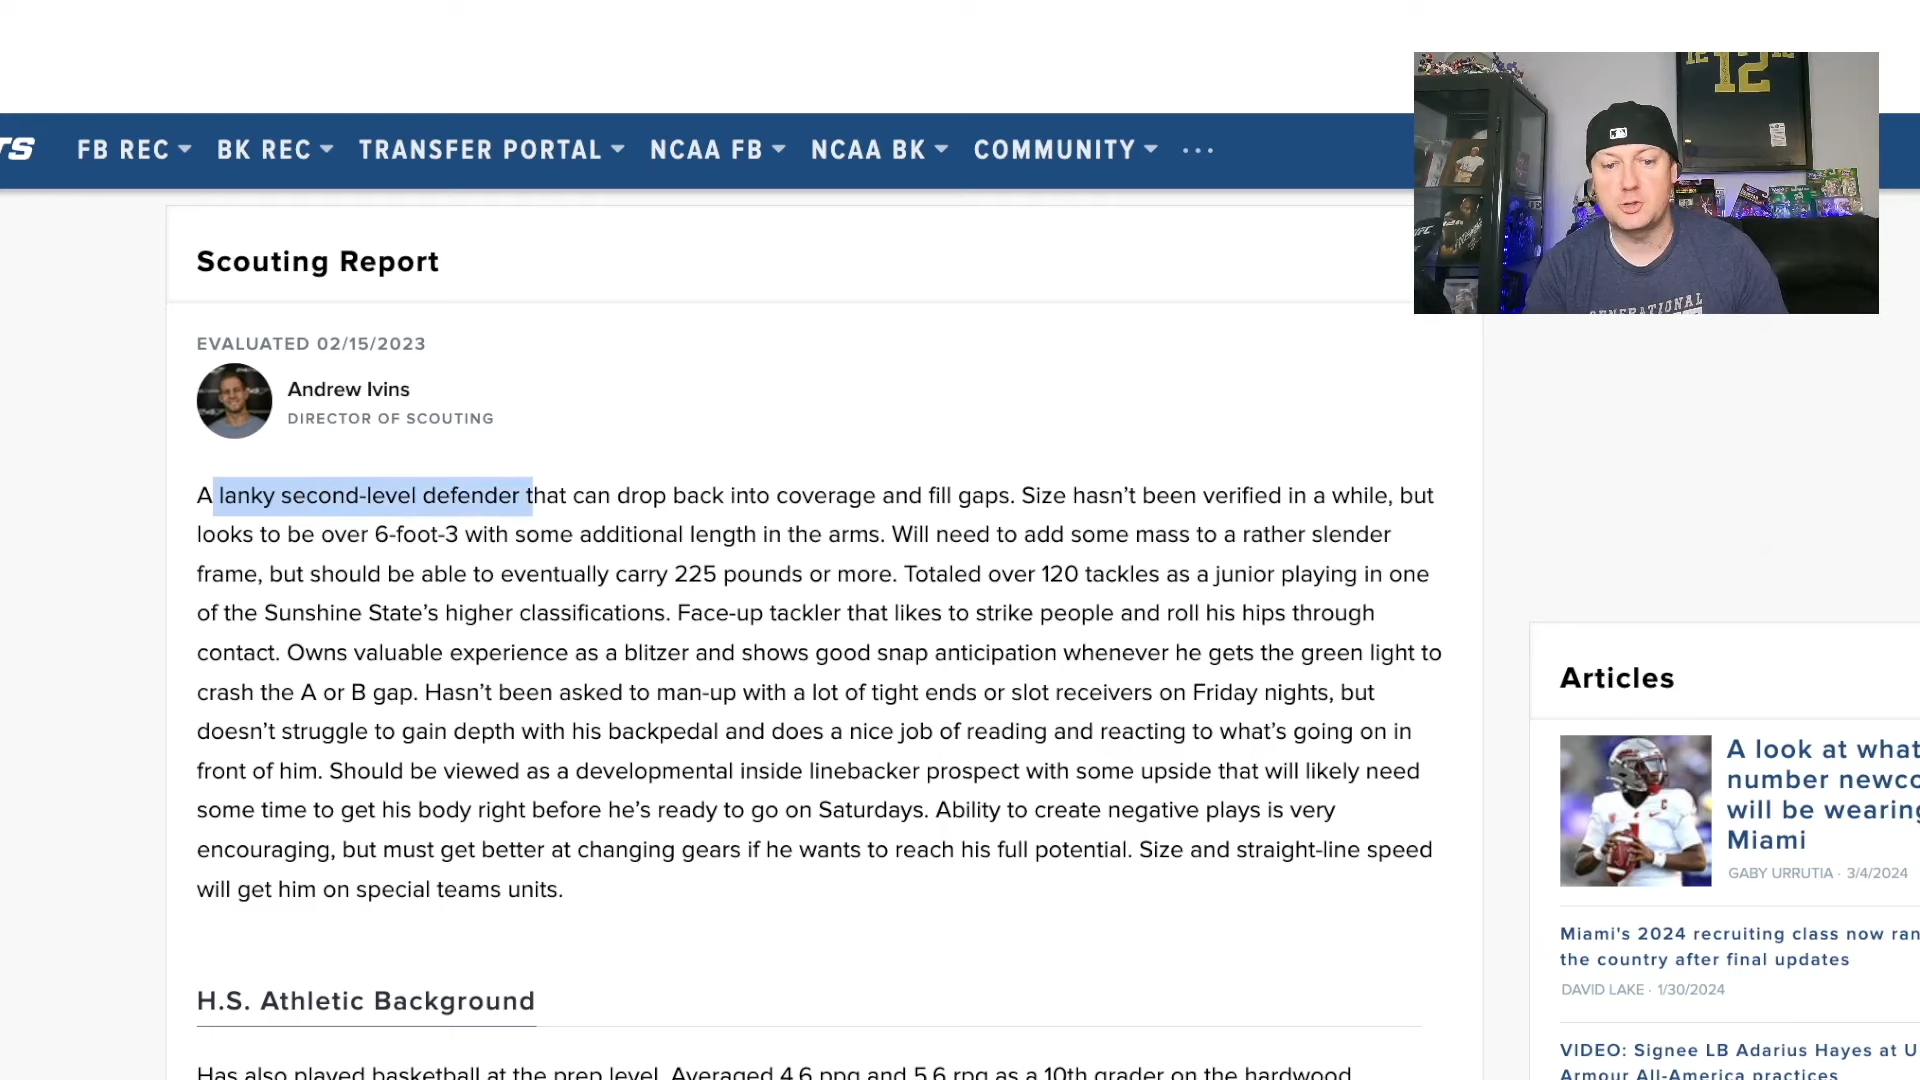 TS FB REC BK REC TRANSFER PORTAL NCAA FB NCAA BK COMMUNITY ...
12
UFC
GENERATIONAL
Scouting Report
EVALUATED 02/15/2023
Andrew Ivins
DIRECTOR OF SCOUTING
A lanky second-level defender that can drop back into coverage and fill gaps. Size hasn’t been verified in a while, but
looks to be over 6-foot-3 with some additional length in the arms. Will need to add some mass to a rather slender
frame, but should be able to eventually carry 225 pounds or more. Totaled over 120 tackles as a junior playing in one
of the Sunshine State’s higher classifications. Face-up tackler that likes to strike people and roll his hips through
contact. Owns valuable experience as a blitzer and shows good snap anticipation whenever he gets the green light to
crash the A or B gap. Hasn’t been asked to man-up with a lot of tight ends or slot receivers on Friday nights, but
doesn’t struggle to gain depth with his backpedal and does a nice job of reading and reacting to what’s going on in
front of him. Should be viewed as a developmental inside linebacker prospect with some upside that will likely need
some time to get his body right before he’s ready to go on Saturdays. Ability to create negative plays is very
encouraging, but must get better at changing gears if he wants to reach his full potential. Size and straight-line speed
will get him on special teams units.
H.S. Athletic Background
Has also played basketball at the prep level. Averaged 4.6 ppg and 5.6 rpg as a 10th grader on the hardwood.
Articles
A look at what
number newco
will be wearing
Miami
GABY URRUTIA · 3/4/2024
Miami's 2024 recruiting class now ran
the country after final updates
DAVID LAKE · 1/30/2024
VIDEO: Signee LB Adarius Hayes at U
Armour All-America practices